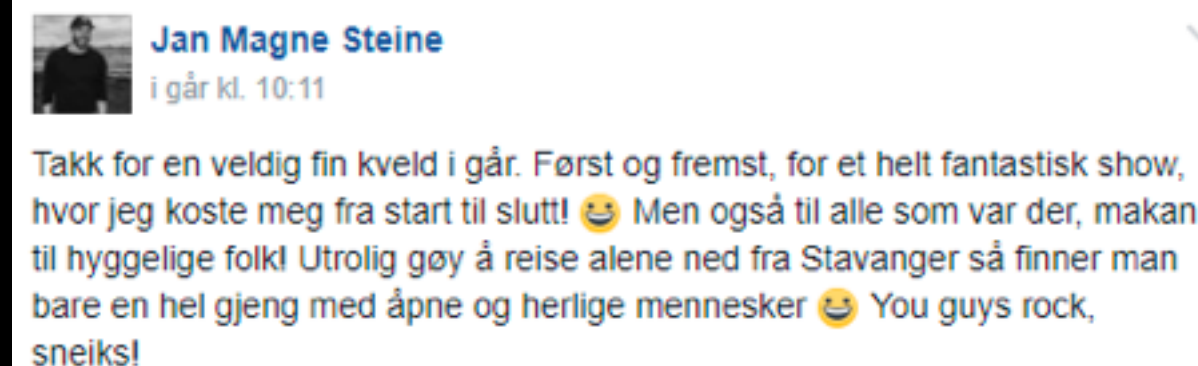 Jan Magne Steine
i går kl. 10:11
Takk for en veldig fin kveld i går. Først og fremst, for et helt fantastisk show,
hvor jeg koste meg fra start til slutt! 😀 Men også til alle som var der, makan
til hyggelige folk! Utrolig gøy å reise alene ned fra Stavanger så finner man
bare en hel gjeng med åpne og herlige mennesker 😀 You guys rock,
sneiks!